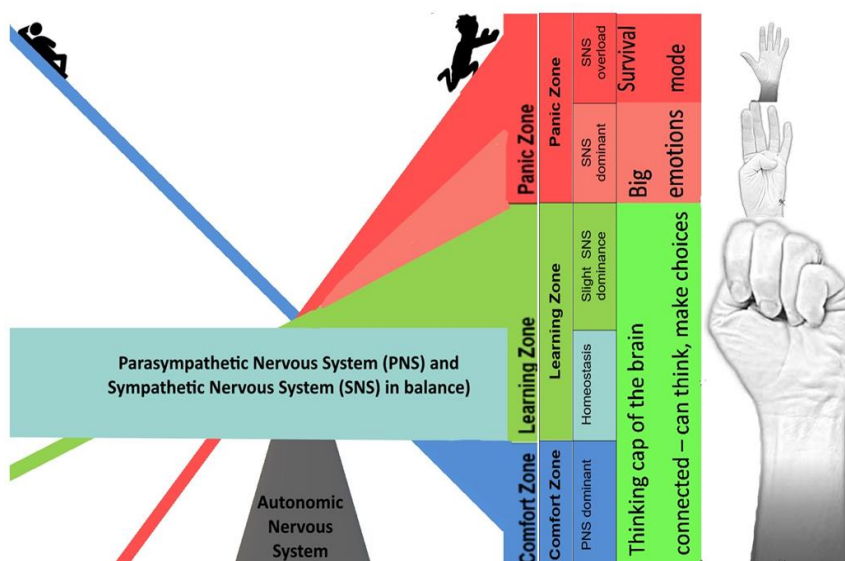 Parasympathetic Nervous System (PNS) and
Sympathetic Nervous System (SNS) in balance)
Autonomic
Nervous
System
Panic Zone
Learning Zone
Comfort Zone
Panic Zone
Learning Zone
Comfort Zone
SNS
overload
SNS
dominant
Slight SNS
dominance
Homeostasis
PNS dominant
Survival
mode
Big
emotions
Thinking cap of the brain
connected – can think, make choices